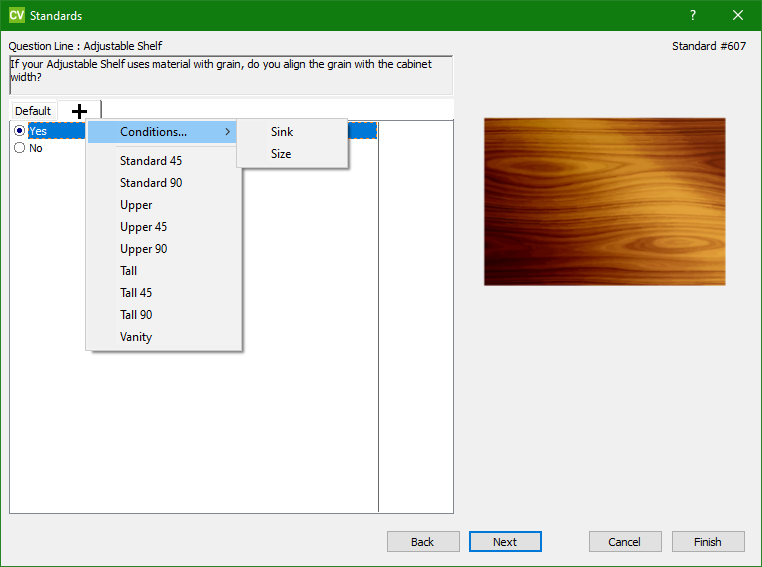 CV Standards ?
Question Line : Adjustable Shelf Standard #607
If your Adjustable Shelf uses material with grain, do you align the grain with the cabinet
width?
Default
Yes
No
Conditions...
Sink
Size
Standard 45
Standard 90
Upper
Upper 45
Upper 90
Tall
Tall 45
Tall 90
Vanity
Back Next Cancel Finish